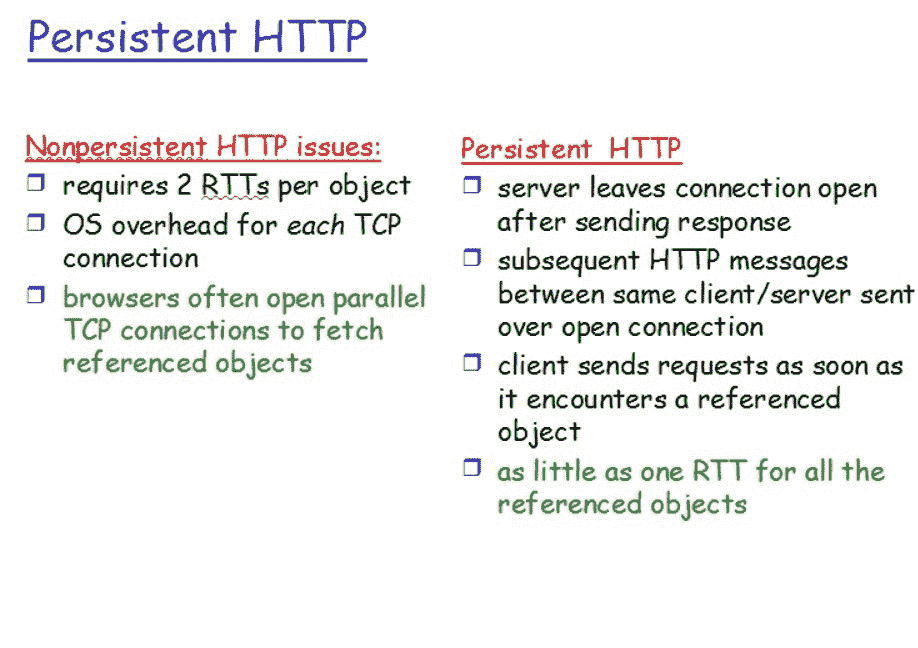 Persistent HTTP
Nonpersistent HTTP issues:
requires 2 RTTs per object
OS overhead for each TCP
connection
browsers often open parallel
TCP connections to fetch
referenced objects
Persistent HTTP
server leaves connection open
after sending response
subsequent HTTP messages
between same client/server sent
over open connection
client sends requests as soon as
it encounters a referenced
object
as little as one RTT for all the
referenced objects